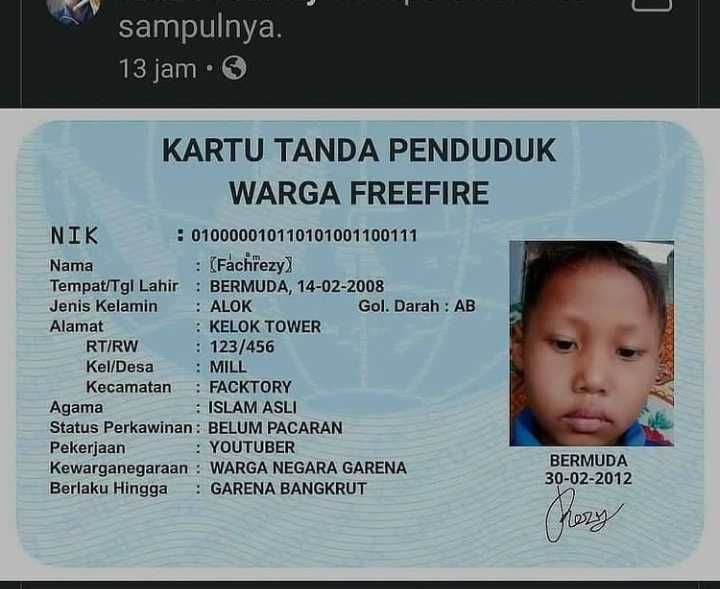 sampulnya.
13 jam •
KARTU TANDA PENDUDUK
WARGA FREEFIRE
NIK : 010000010110101001100111
Nama : 〖Fachrezy〗
Tempat/Tgl Lahir : BERMUDA, 14-02-2008
Jenis Kelamin : ALOK Gol. Darah : AB
Alamat : KELOK TOWER
RT/RW : 123/456
Kel/Desa : MILL
Kecamatan : FACKTORY
Agama : ISLAM ASLI
Status Perkawinan : BELUM PACARAN
Pekerjaan : YOUTUBER
Kewarganegaraan : WARGA NEGARA GARENA
Berlaku Hingga : GARENA BANGKRUT
BERMUDA
30-02-2012
Rezy